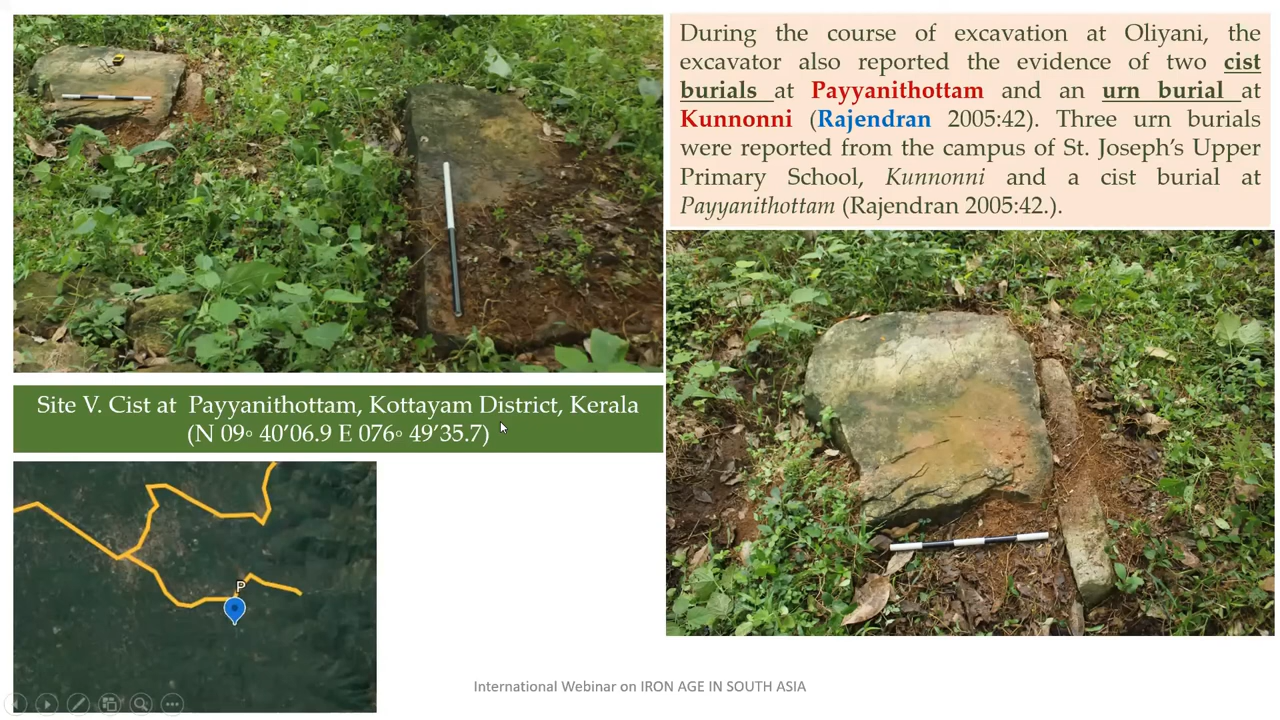 During the course of excavation at Oliyani, the
excavator also reported the evidence of two cist
burials at Payyanithottam and an urn burial at
Kunnonni (Rajendran 2005:42). Three urn burials
were reported from the campus of St. Joseph’s Upper
Primary School, Kunnonni and a cist burial at
Payyanithottam (Rajendran 2005:42.).
Site V. Cist at Payyanithottam, Kottayam District, Kerala
(N 09◦ 40’06.9 E 076◦ 49’35.7)
P
International Webinar on IRON AGE IN SOUTH ASIA